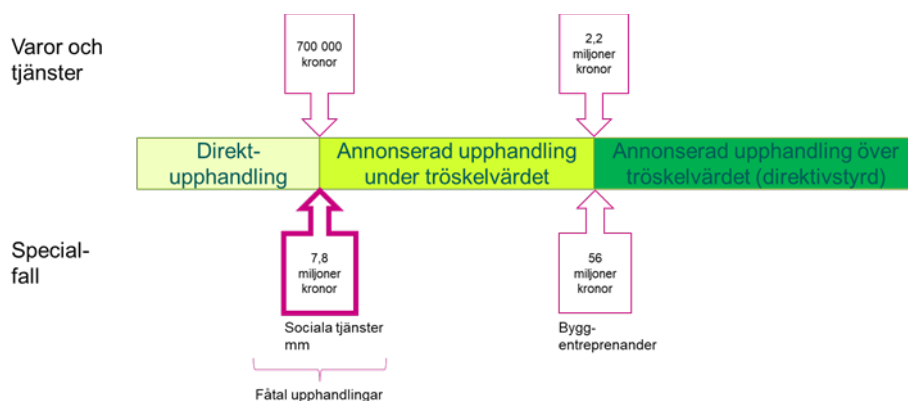 Varor och
tjänster
700 000
kronor
2,2
miljoner
kronor
Direkt-
upphandling
Annonserad upphandling
under tröskelvärdet
Annonserad upphandling över
tröskelvärdet (direktivstyrd)
Special-
fall
7,8
miljoner
kronor
Sociala tjänster
mm
Fåtal upphandlingar
56
miljoner
kronor
Bygg-
entreprenander